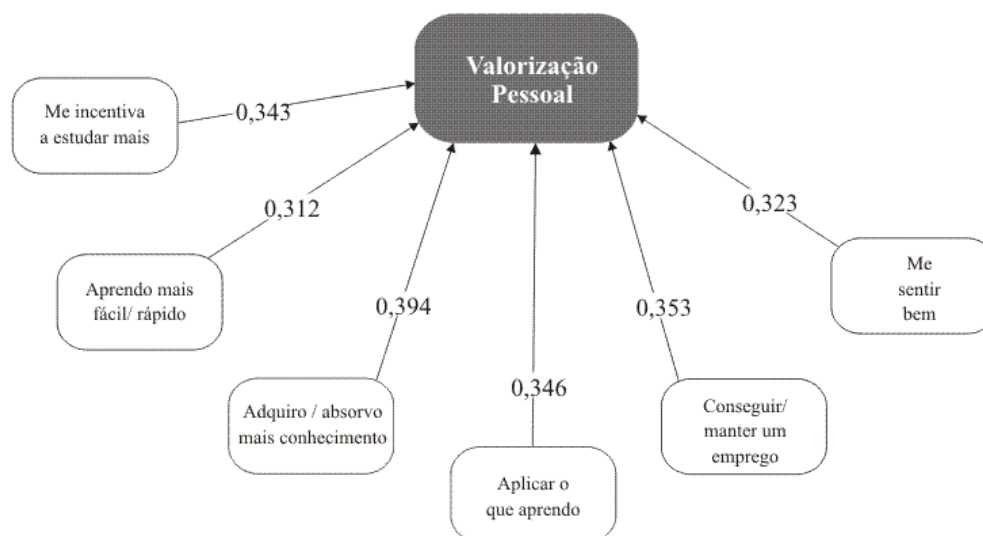 Valorização
Pessoal
Me incentiva
a estudar mais
0,343
0,312
0,323
Aprendo mais
fácil/ rápido
0,394
0,346
0,353
Me
sentir
bem
Adquiro / absorvo
mais conhecimento
Conseguir/
manter um
emprego
Aplicar o
que aprendo